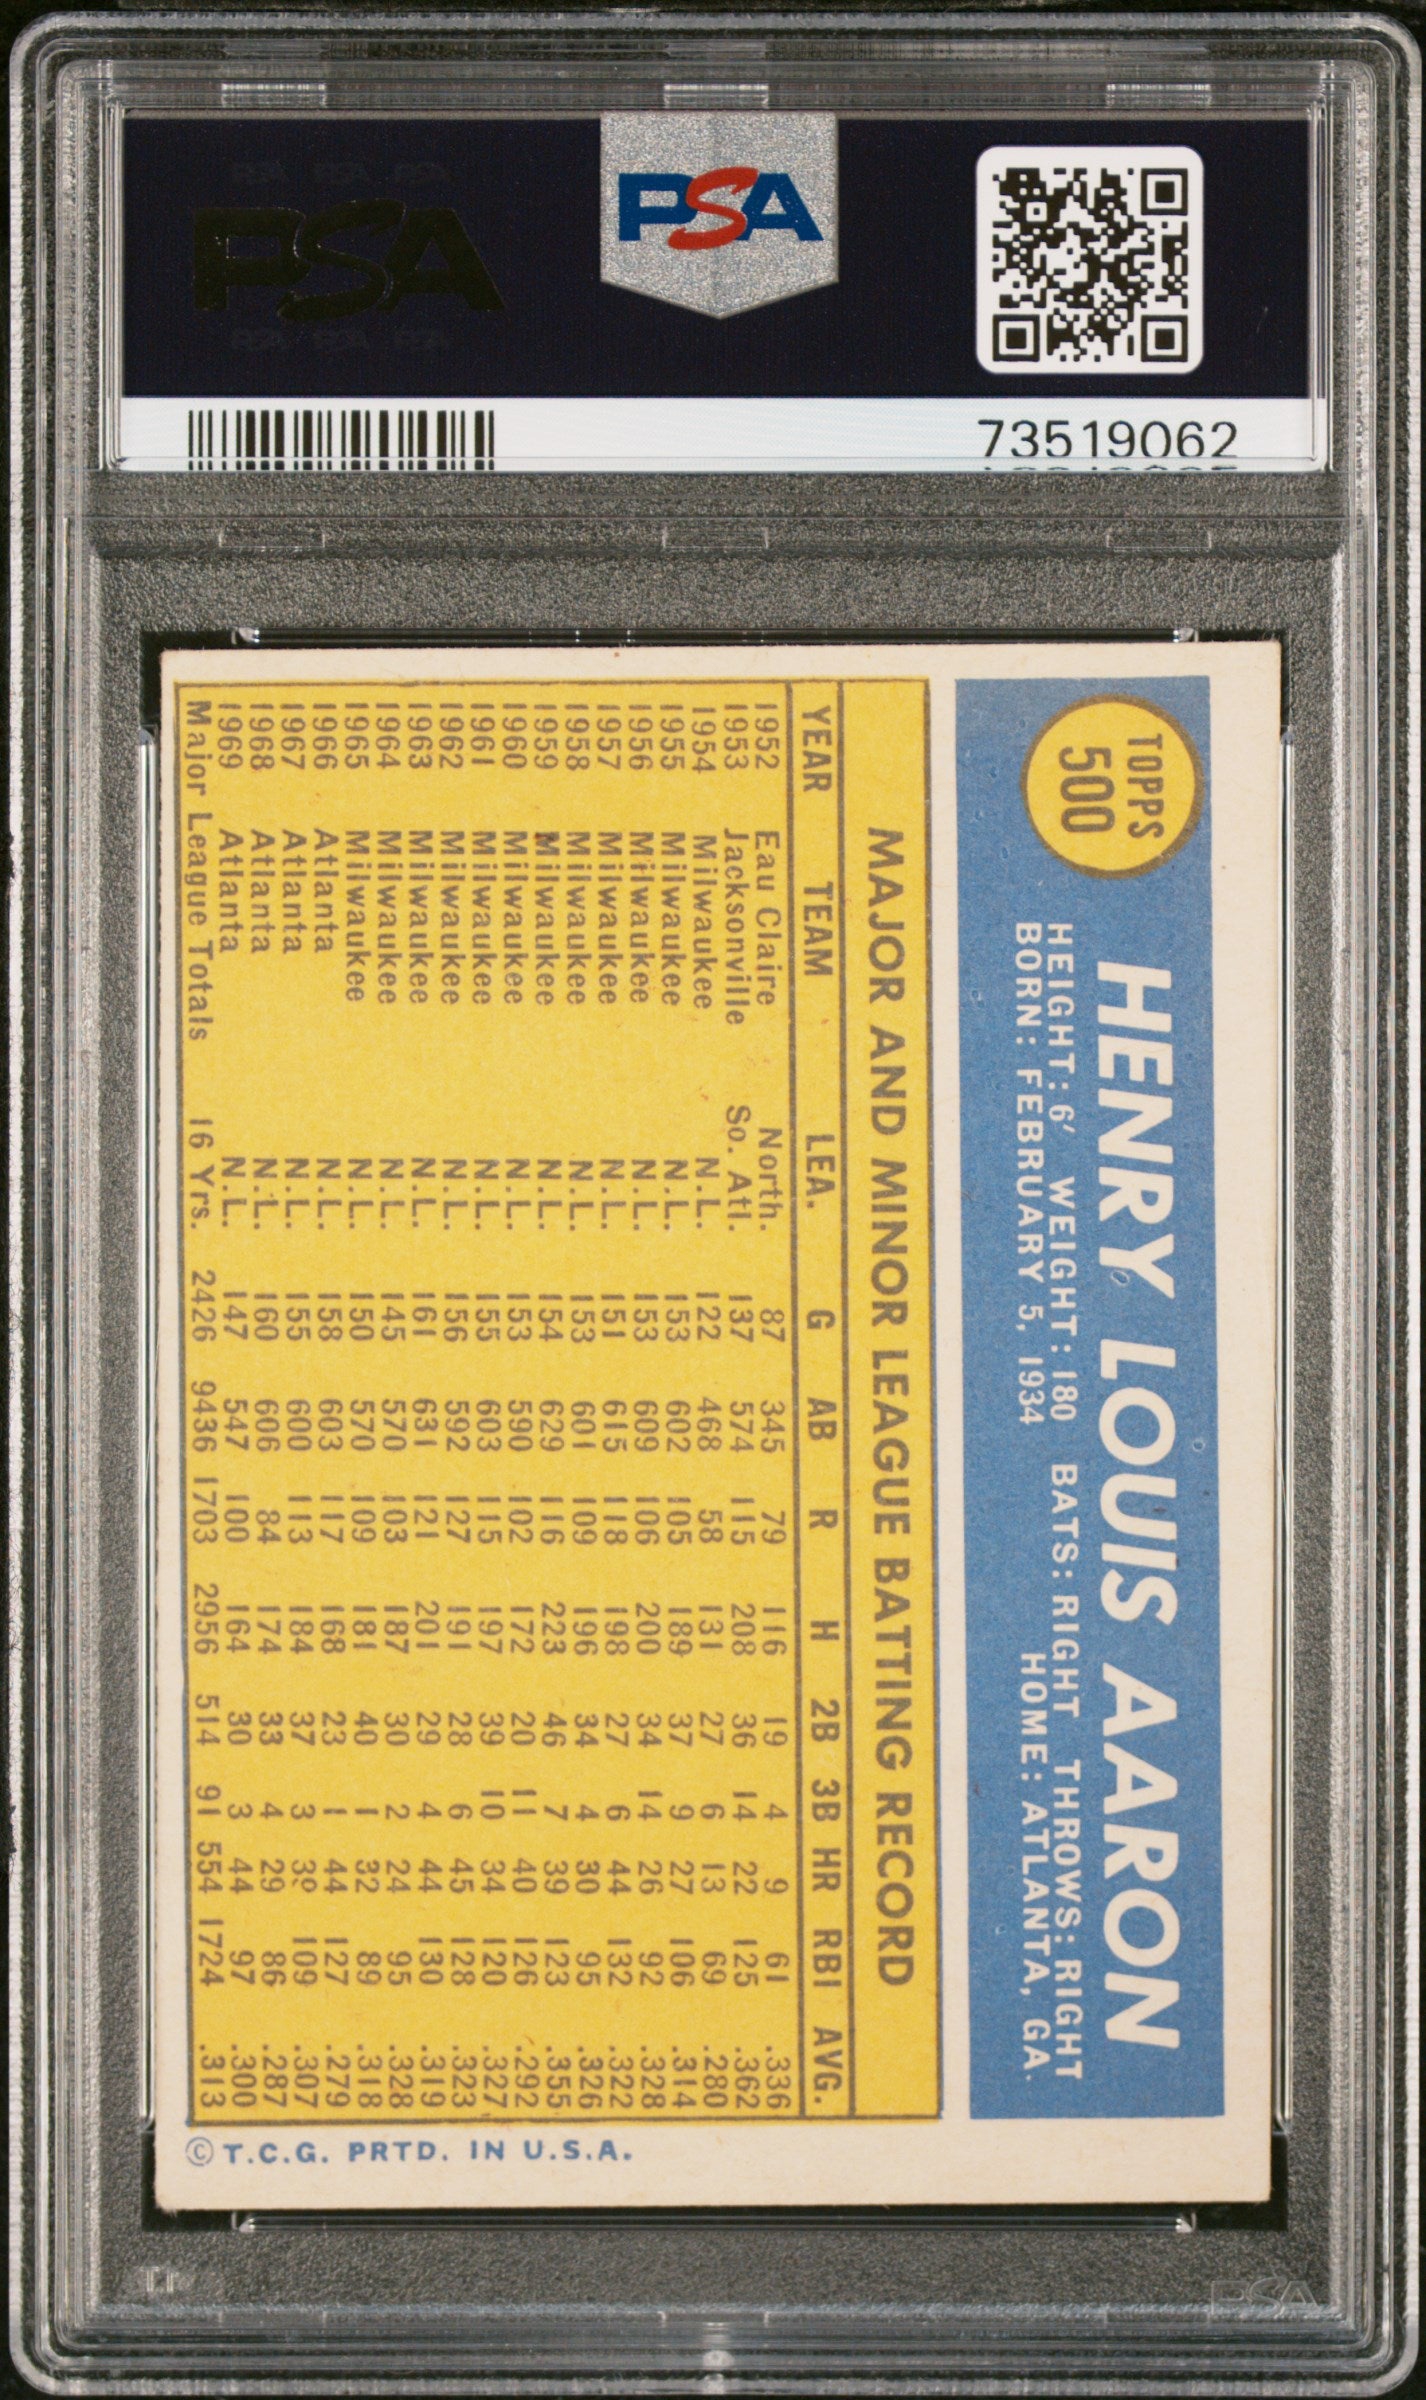 PSA
PSA
73519062
TOPPS
500
HENRY LOUIS AARON
HEIGHT: 6' WEIGHT: 180 BATS: RIGHT THROWS: RIGHT
BORN: FEBRUARY 5, 1934 HOME: ATLANTA, GA.
MAJOR AND MINOR LEAGUE BATTING RECORD
YEAR TEAM LEA. G AB R H 2B 3B HR RBI AVG.
1952 Eau Claire North. 87 345 79 116 19 4 9 61 .336
1953 Jacksonville So. Atl. 137 574 115 208 36 14 22 125 .362
1954 Milwaukee N.L. 122 468 58 131 27 6 13 69 .280
1955 Milwaukee N.L. 153 602 105 189 37 9 27 106 .314
1956 Milwaukee N.L. 153 609 106 200 34 14 26 92 .328
1957 Milwaukee N.L. 151 615 118 198 27 6 44 132 .322
1958 Milwaukee N.L. 153 601 109 196 34 4 30 95 .326
1959 Milwaukee N.L. 154 629 116 223 46 7 39 123 .355
1960 Milwaukee N.L. 153 590 102 172 20 11 40 126 .292
1961 Milwaukee N.L. 155 603 115 197 39 10 34 120 .327
1962 Milwaukee N.L. 156 592 127 191 28 6 45 128 .323
1963 Milwaukee N.L. 161 631 121 201 29 4 44 130 .319
1964 Milwaukee N.L. 145 570 103 187 30 2 24 95 .328
1965 Milwaukee N.L. 150 570 109 181 40 1 32 89 .318
1966 Atlanta N.L. 158 603 117 168 23 1 44 127 .279
1967 Atlanta N.L. 155 600 113 184 37 3 39 109 .307
1968 Atlanta N.L. 160 606 84 174 33 4 29 86 .287
1969 Atlanta N.L. 147 547 100 164 30 3 44 97 .300
Major League Totals 16 Yrs. 2426 9436 1703 2956 514 91 554 1724 .313
© T.C.G. PRTD. IN U.S.A.
PSA